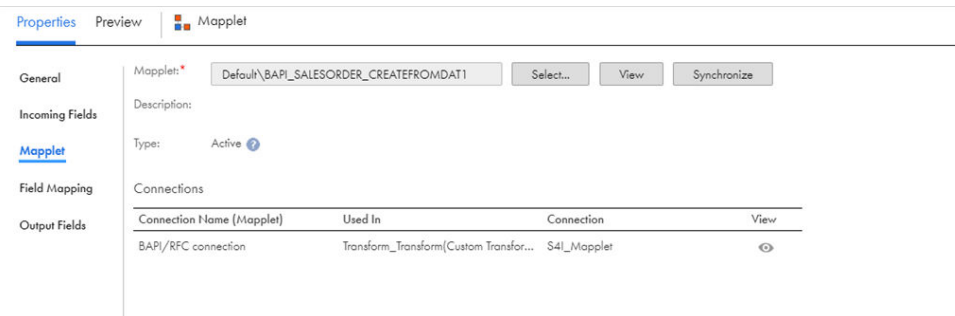 Properties Preview Mapplet
General
Incoming Fields
Mapplet
Field Mapping
Output Fields
Mapplet:* Default\BAPI_SALESORDER_CREATEFROMDAT1 Select... View Synchronize
Description:
Type: Active ?
Connections
Connection Name (Mapplet) Used In Connection View
BAPI/RFC connection Transform_Transform(Custom Transfor... S4I_Mapplet